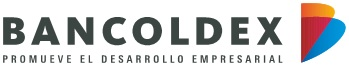 BANCOLDEX
PROMUEVE EL DESARROLLO EMPRESARIAL